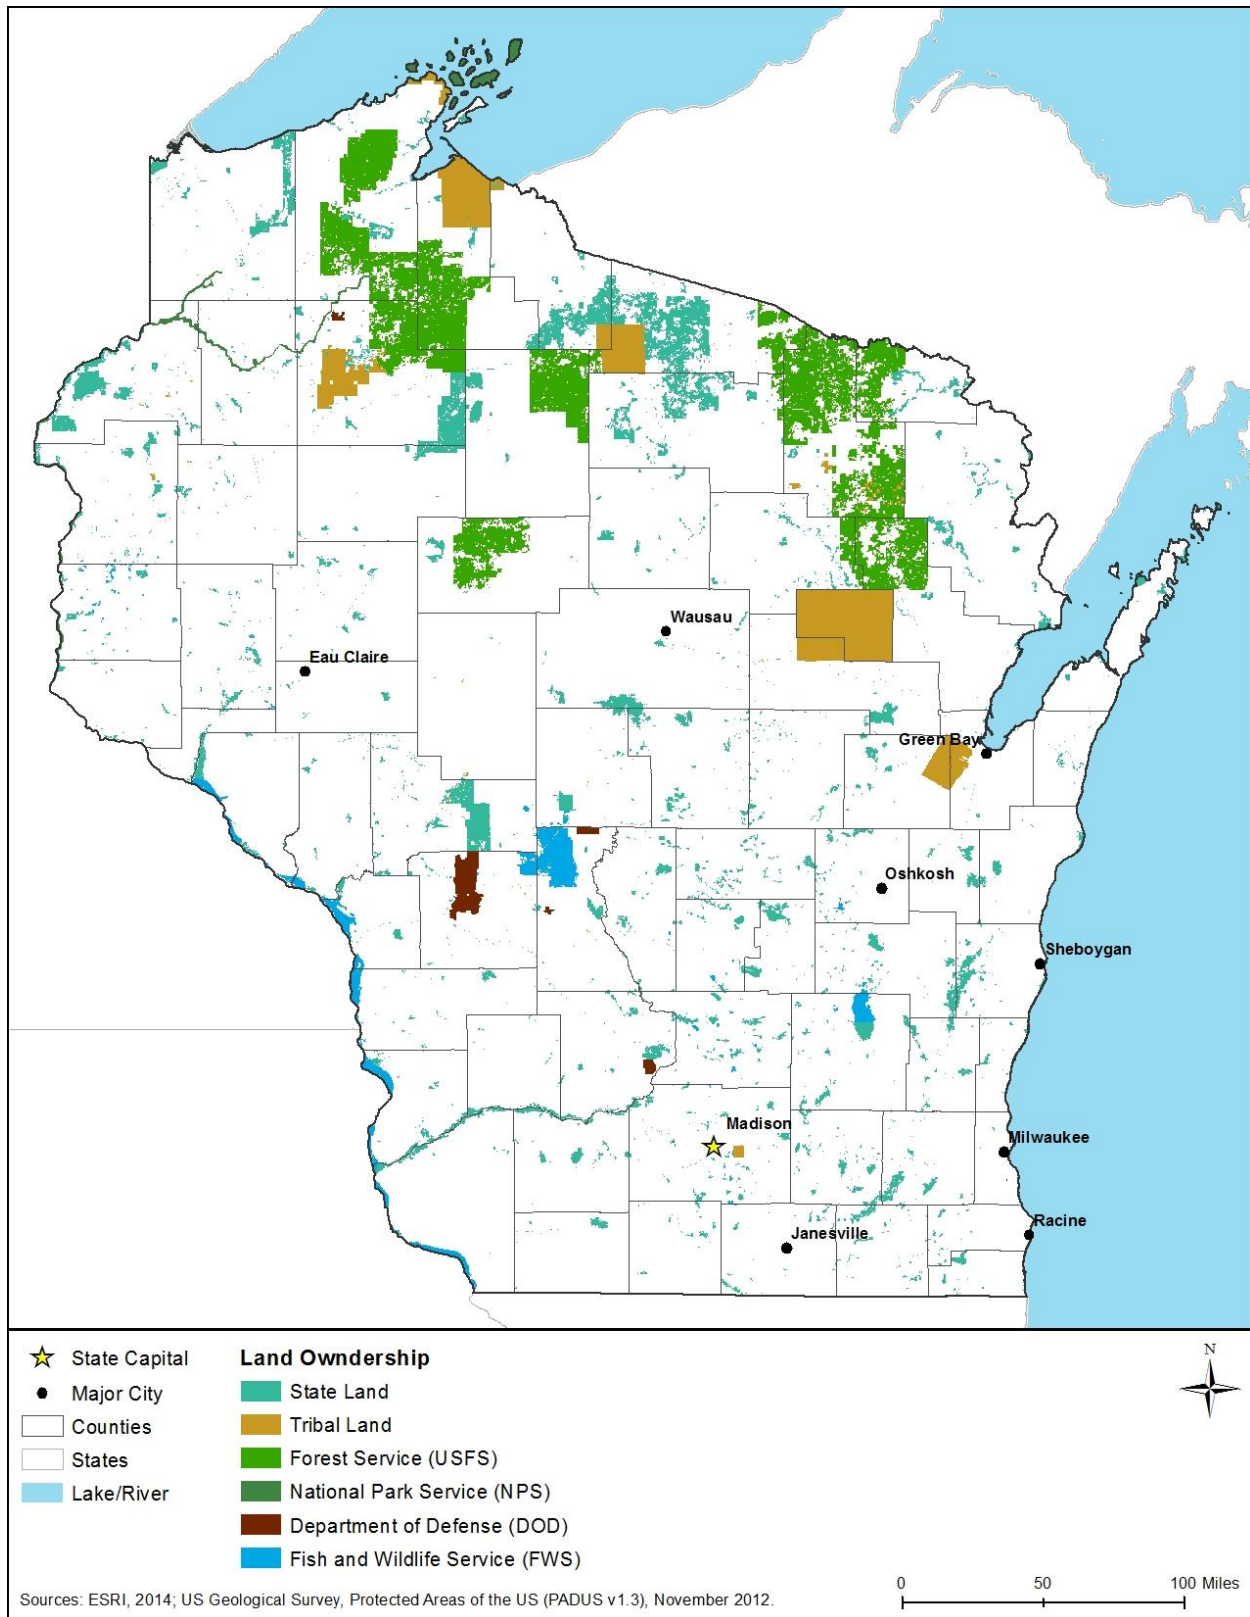 Wausau
Eau Claire
Green Bay
Oshkosh
Sheboygan
Madison
Milwaukee
Racine
Janesville
State Capital
Major City
Counties
States
Lake/River
Land Owndership
State Land
Tribal Land
Forest Service (USFS)
National Park Service (NPS)
Department of Defense (DOD)
Fish and Wildlife Service (FWS)
N
0 50 100 Miles
Sources: ESRI, 2014; US Geological Survey, Protected Areas of the US (PADUS v1.3), November 2012.